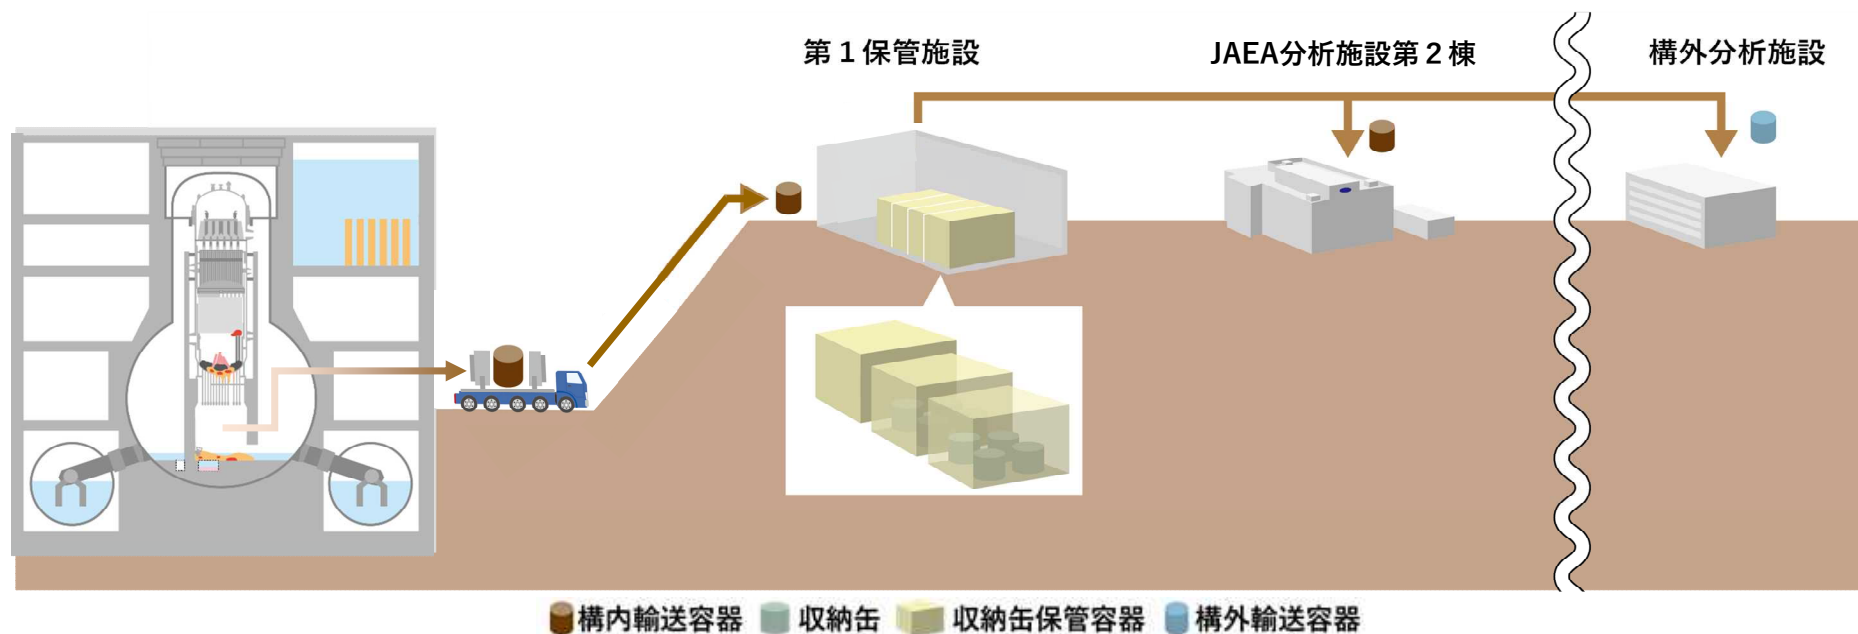 第１保管施設
JAEA分析施設第２棟
構外分析施設
構内輸送容器
収納缶
収納缶保管容器
構外輸送容器